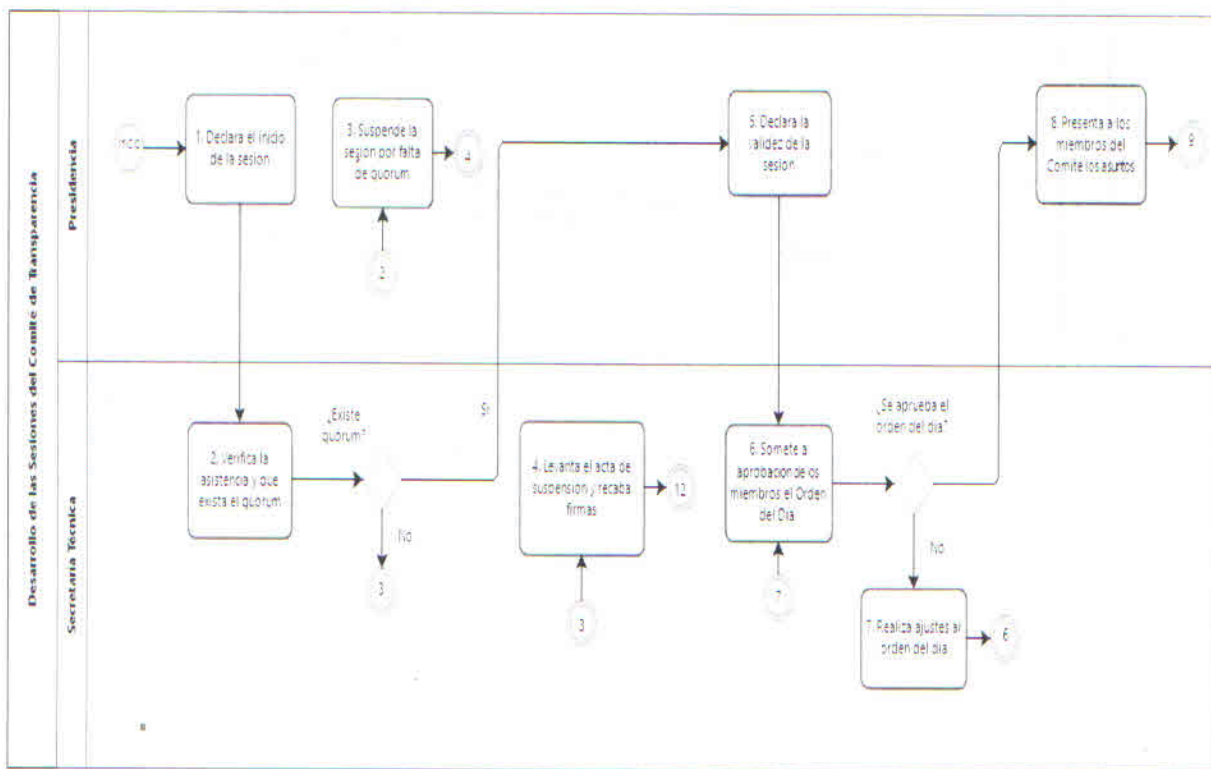 Desarrollo de las Sesiones del Comité de Transparencia
Presidencia
Inicio
1. Declara el inicio
de la sesión
3. Suspende la
sesión por falta
de quorum
4
2
5. Declara la
validez de la
sesión
8. Presenta a los
miembros del
Comité los asuntos
9
Secretaría Técnica
2. Verifica la
asistencia y que
exista el quorum
¿Existe
quorum?
Si
No
3
4. Levanta el acta de
suspensión y recaba
firmas
12
3
6. Somete a
aprobación de los
miembros el Orden
del Día
7
¿Se aprueba el
orden del día?
No
7. Realiza ajustes al
orden del día
6